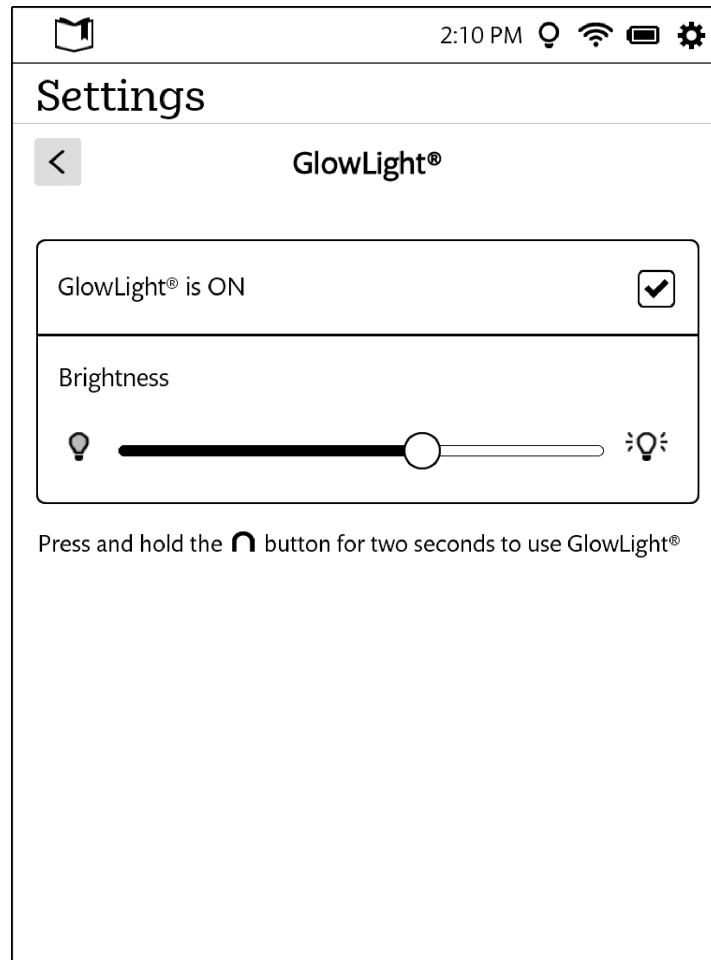 2:10 PM
Settings
GlowLight®
GlowLight® is ON
Brightness
Press and hold the button for two seconds to use GlowLight®